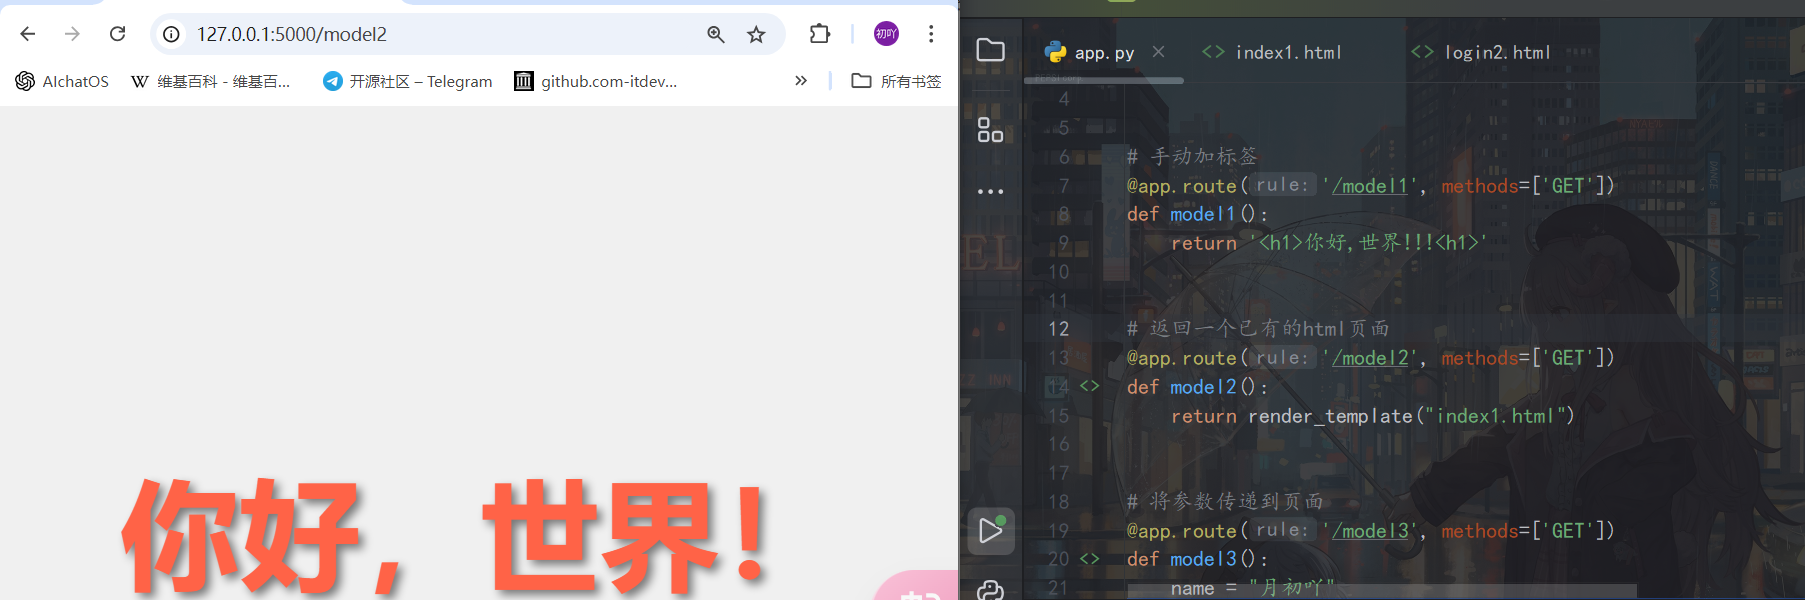 127.0.0.1:5000/model2
初吖
AIchatOS
维基百科 - 维基百...
开源社区 – Telegram
github.com-itdev...
所有书签
你好，世界！
app.py
index1.html
login2.html
4
5
6 # 手动加标签
7 @app.route( rule: '/model1', methods=['GET'])
8 def model1():
9 return '<h1>你好,世界!!!<h1>'
10
11
12 # 返回一个已有的html页面
13 @app.route( rule: '/model2', methods=['GET'])
14 def model2():
15 return render_template("index1.html")
16
17
18 # 将参数传递到页面
19 @app.route( rule: '/model3', methods=['GET'])
20 def model3():
21 name = "月初吖"